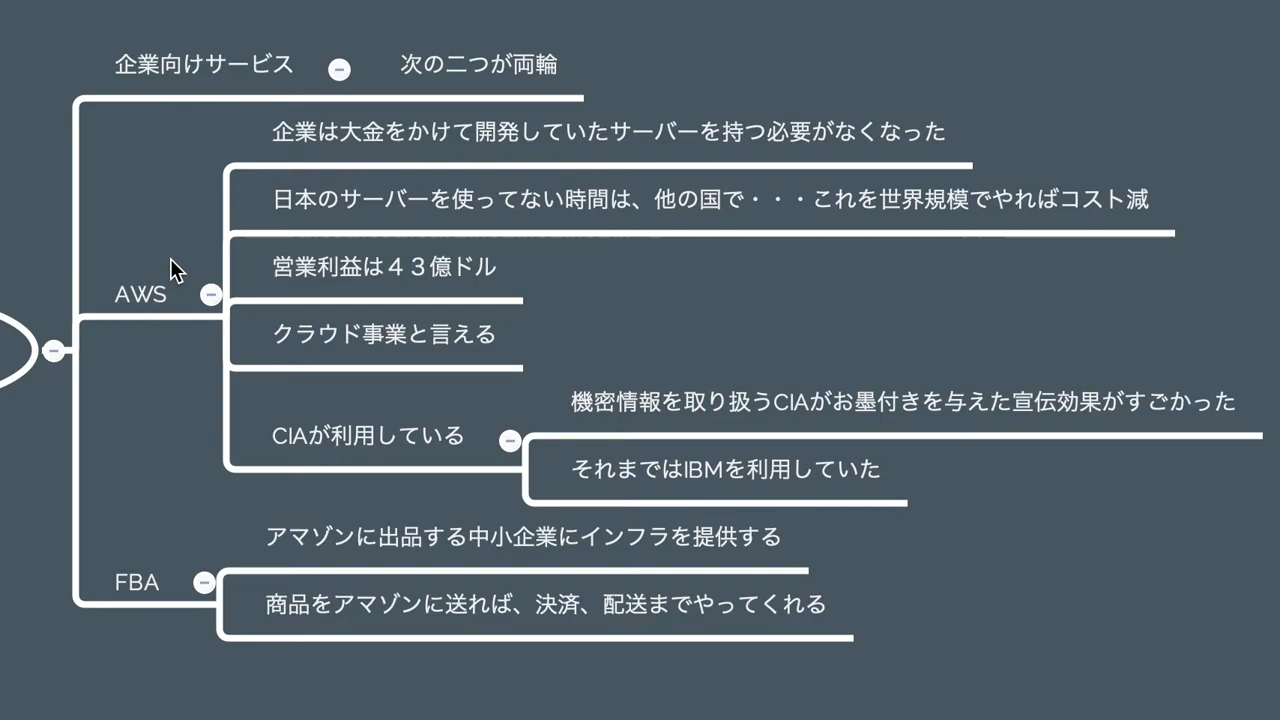 企業向けサービス
次の二つが両輪
企業は大金をかけて開発していたサーバーを持つ必要がなくなった
日本のサーバーを使ってない時間は、他の国で・・・これを世界規模でやればコスト減
営業利益は４３億ドル
AWS
クラウド事業と言える
機密情報を取り扱うCIAがお墨付きを与えた宣伝効果がすごかった
CIAが利用している
それまではIBMを利用していた
アマゾンに出品する中小企業にインフラを提供する
FBA
商品をアマゾンに送れば、決済、配送までやってくれる